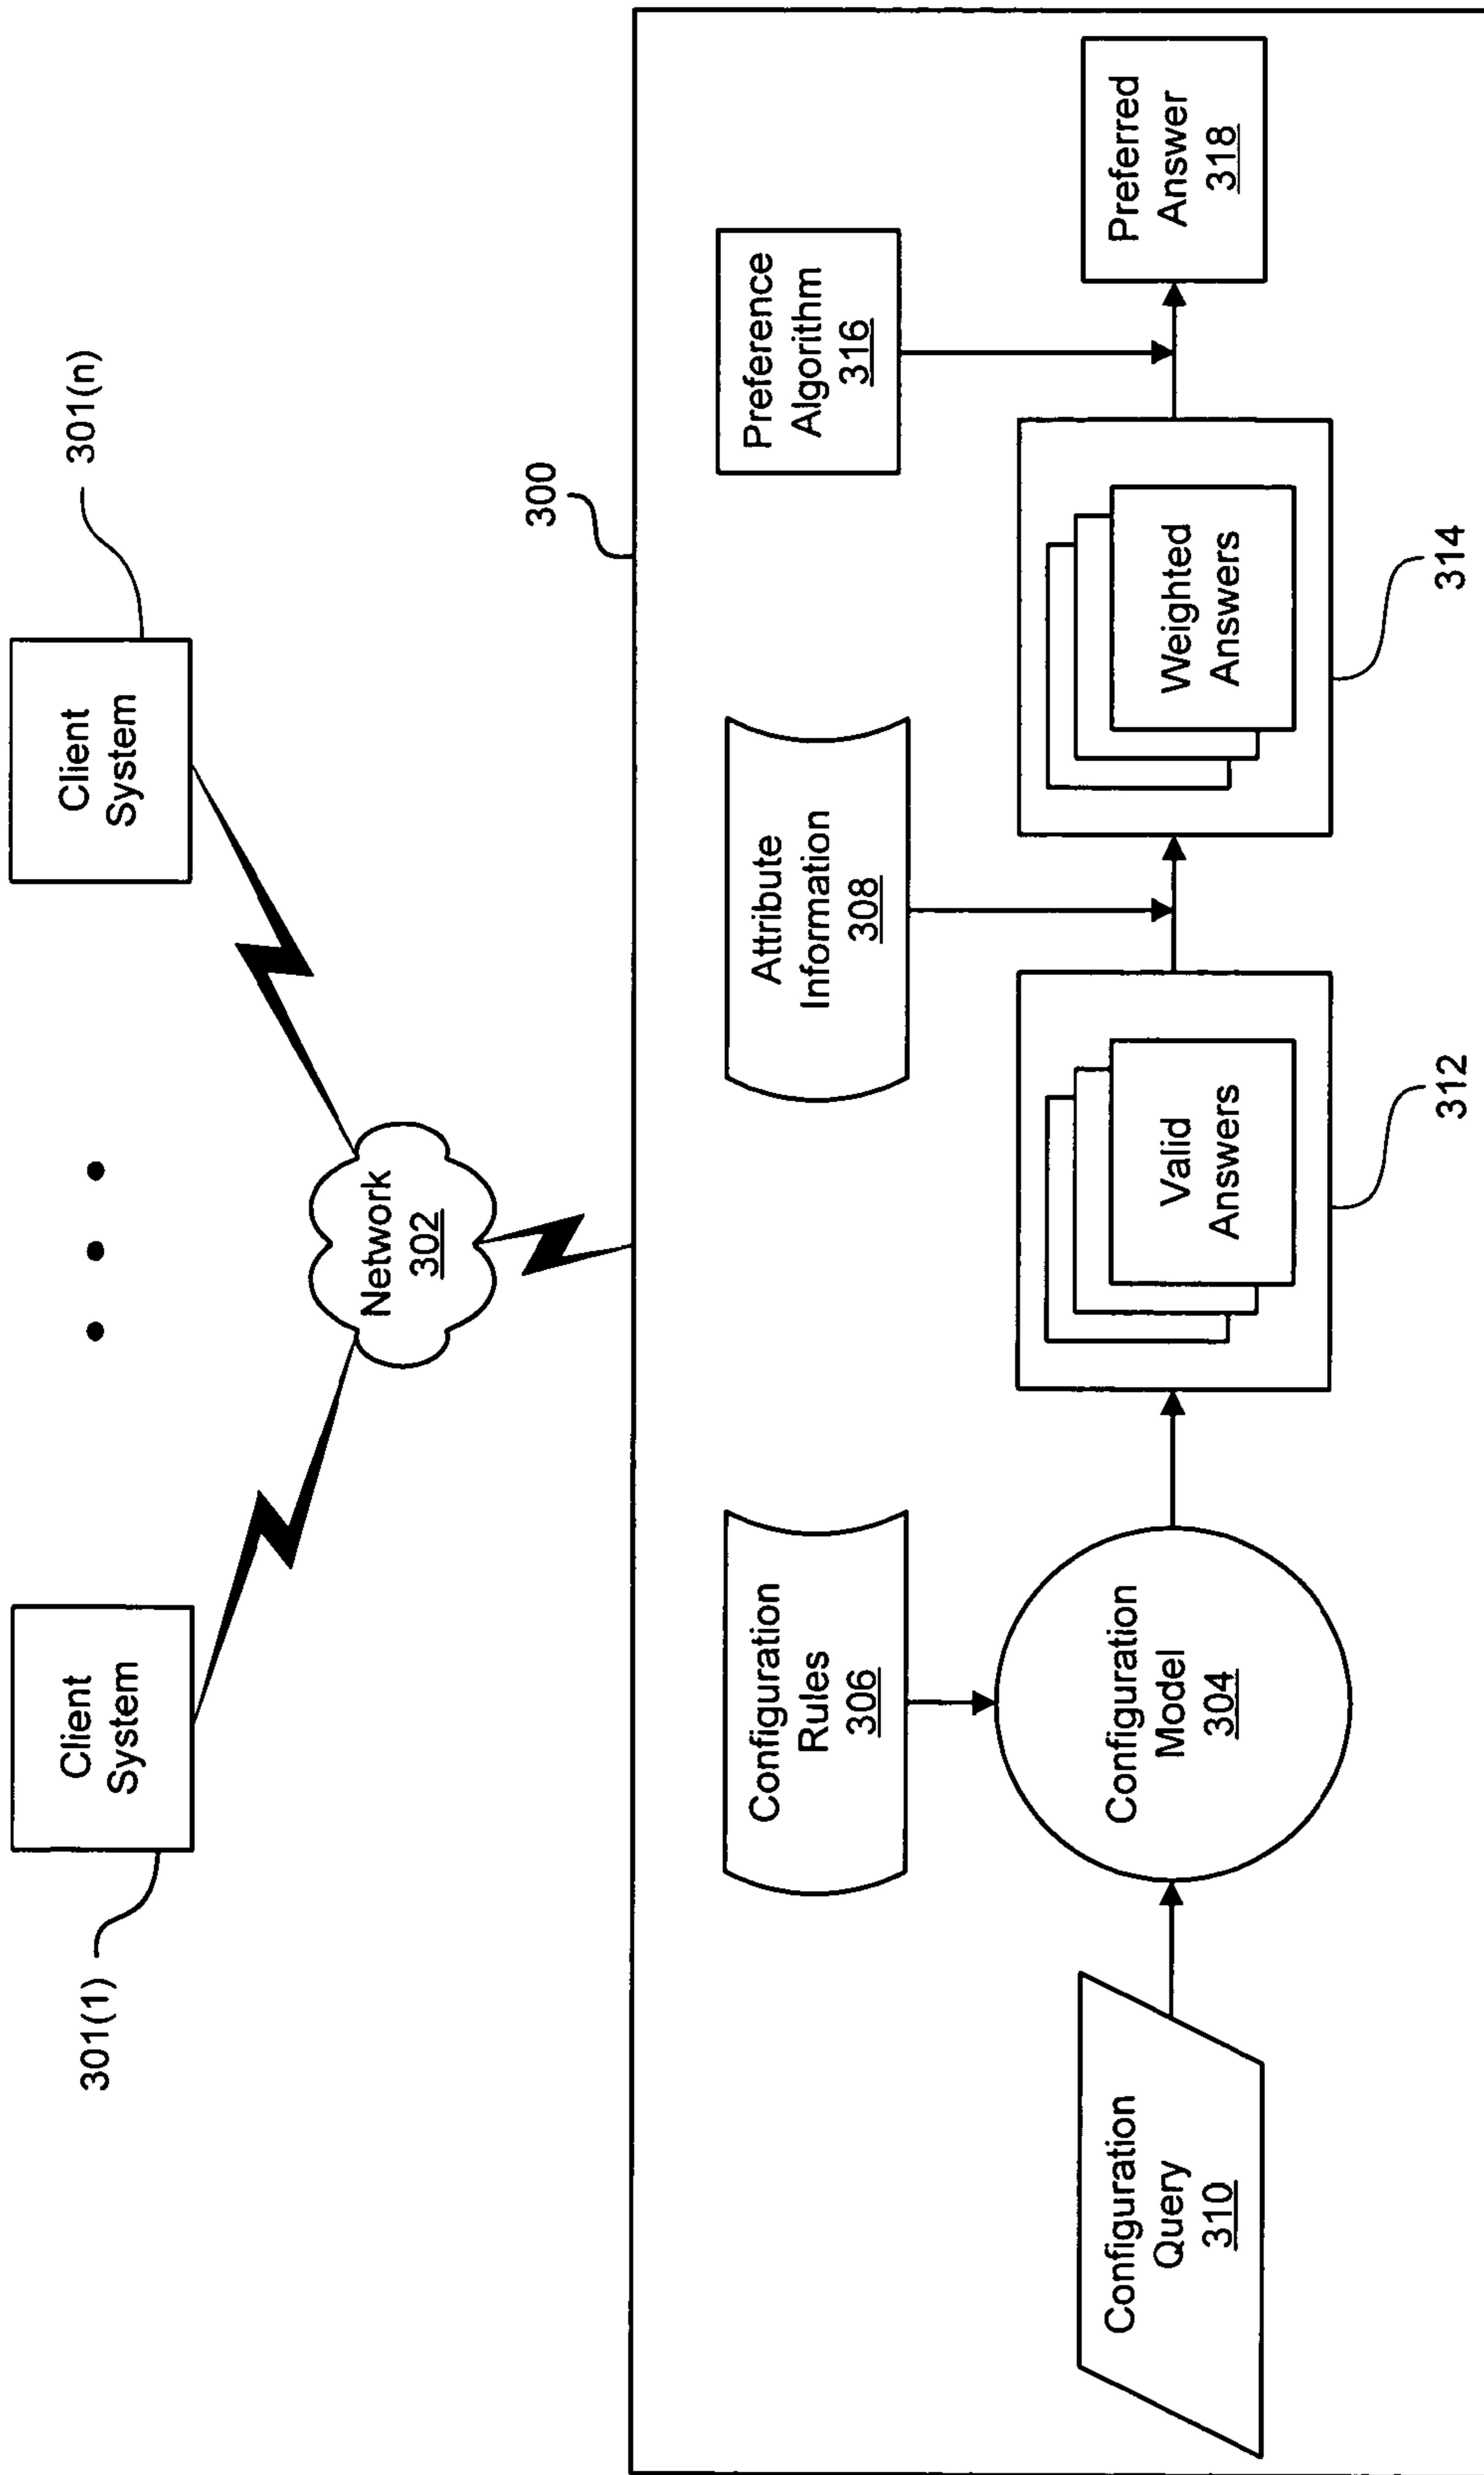 301(1)
Client
System
Client
System
301(n)
Network
302
300
Configuration
Rules
306
Attribute
Information
308
Preference
Algorithm
316
Configuration
Query
310
Configuration
Model
304
Valid
Answers
312
Weighted
Answers
314
Preferred
Answer
318